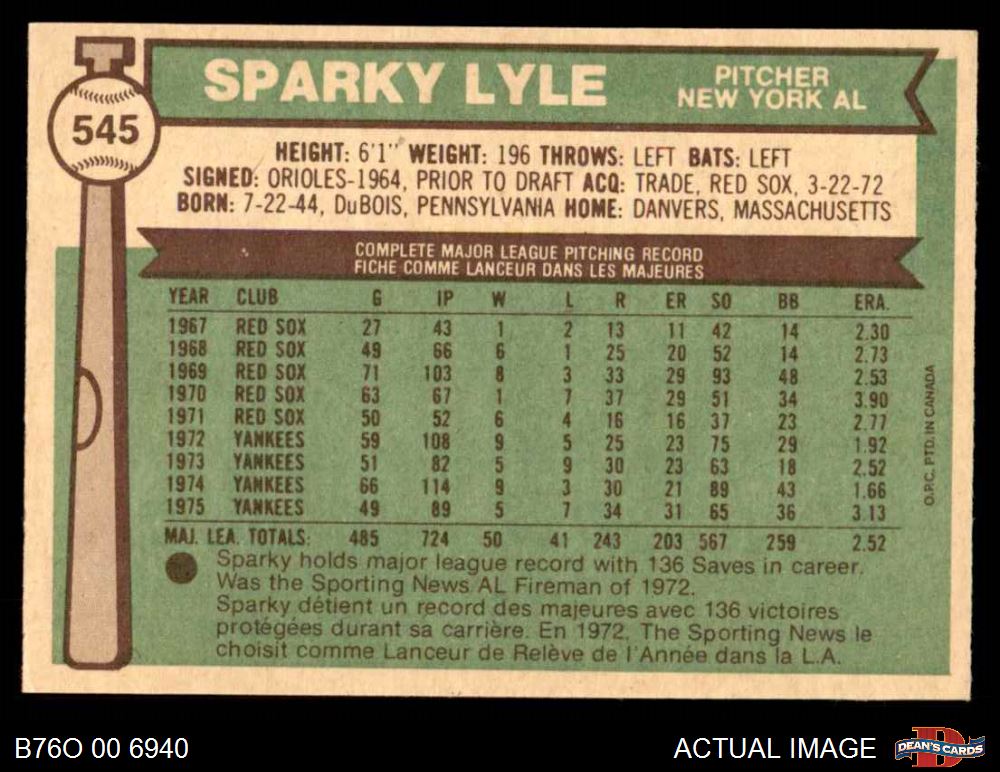 545
SPARKY LYLE
PITCHER
NEW YORK AL
HEIGHT: 6'1" WEIGHT: 196 THROWS: LEFT BATS: LEFT
SIGNED: ORIOLES-1964, PRIOR TO DRAFT ACQ: TRADE, RED SOX, 3-22-72
BORN: 7-22-44, DuBOIS, PENNSYLVANIA HOME: DANVERS, MASSACHUSETTS
COMPLETE MAJOR LEAGUE PITCHING RECORD
FICHE COMME LANCEUR DANS LES MAJEURES
YEAR CLUB G IP W L R ER SO BB ERA.
1967 RED SOX 27 43 1 2 13 11 42 14 2.30
1968 RED SOX 49 66 6 1 25 20 52 14 2.73
1969 RED SOX 71 103 8 3 33 29 93 48 2.53
1970 RED SOX 63 67 1 7 37 29 51 34 3.90
1971 RED SOX 50 52 6 4 16 16 37 23 2.77
1972 YANKEES 59 108 9 5 25 23 75 29 1.92
1973 YANKEES 51 82 5 9 30 23 63 18 2.52
1974 YANKEES 66 114 9 3 30 21 89 43 1.66
1975 YANKEES 49 89 5 7 34 31 65 36 3.13
MAJ. LEA. TOTALS: 485 724 50 41 243 203 567 259 2.52
Sparky holds major league record with 136 Saves in career.
Was the Sporting News AL Fireman of 1972.
Sparky détient un record des majeures avec 136 victoires
protégées durant sa carrière. En 1972, The Sporting News le
choisit comme Lanceur de Relève de l'Année dans la L.A.
O.P.C. PTD. IN CANADA
B76O 00 6940
ACTUAL IMAGE
DEAN'S CARDS